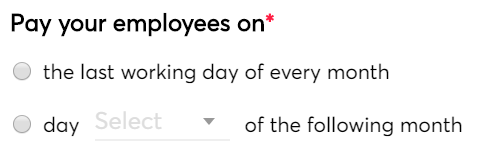 Pay your employees on*
the last working day of every month
day Select of the following month